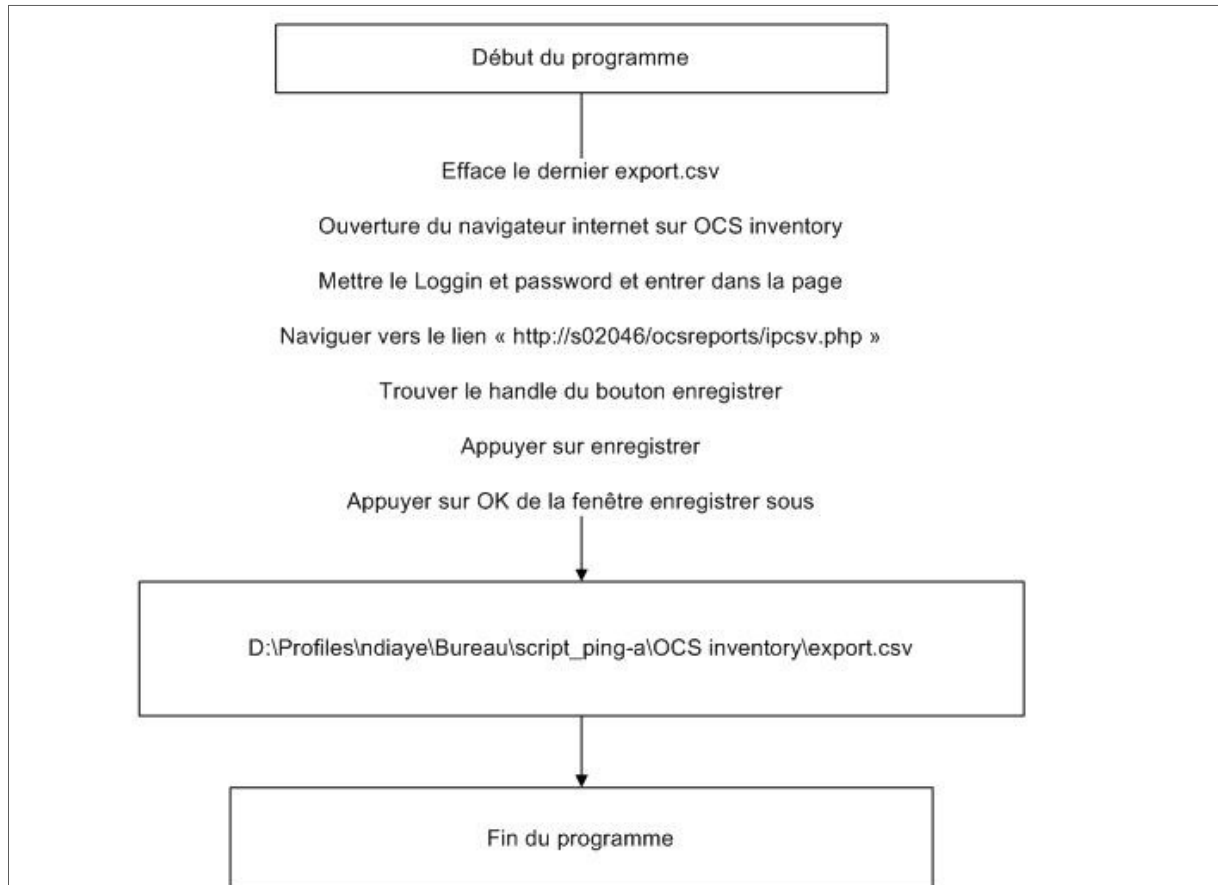 Début du programme
Efface le dernier export.csv
Ouverture du navigateur internet sur OCS inventory
Mettre le Loggin et password et entrer dans la page
Naviguer vers le lien « http://s02046/ocsreports/ipcsv.php »
Trouver le handle du bouton enregistrer
Appuyer sur enregistrer
Appuyer sur OK de la fenêtre enregistrer sous
D:\Profiles\ndiaye\Bureau\script_ping-a\OCS inventory\export.csv
Fin du programme